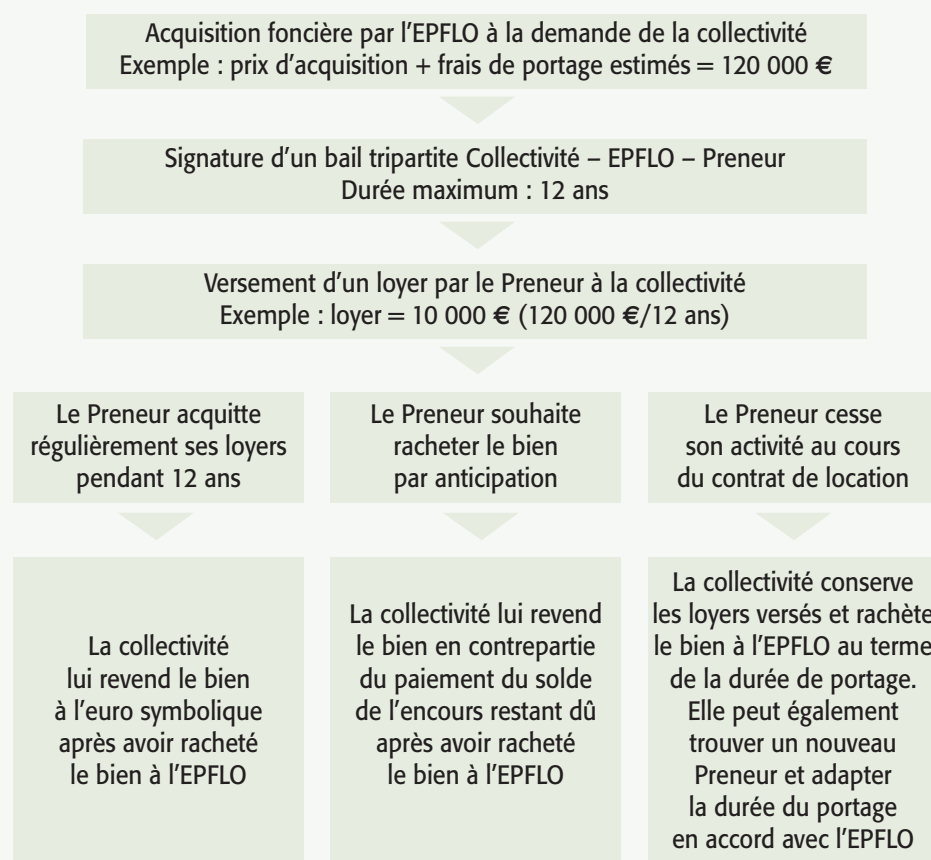 Acquisition foncière par l’EPFLO à la demande de la collectivité
Exemple : prix d’acquisition + frais de portage estimés = 120 000 €
Signature d’un bail tripartite Collectivité – EPFLO – Preneur
Durée maximum : 12 ans
Versement d’un loyer par le Preneur à la collectivité
Exemple : loyer = 10 000 € (120 000 €/12 ans)
Le Preneur acquitte
régulièrement ses loyers
pendant 12 ans
Le Preneur souhaite
racheter le bien
par anticipation
Le Preneur cesse
son activité au cours
du contrat de location
La collectivité
lui revend le bien
à l’euro symbolique
après avoir racheté
le bien à l’EPFLO
La collectivité lui revend
le bien en contrepartie
du paiement du solde
de l’encours restant dû
après avoir racheté
le bien à l’EPFLO
La collectivité conserve
les loyers versés et rachète
le bien à l’EPFLO au terme
de la durée de portage.
Elle peut également
trouver un nouveau
Preneur et adapter
la durée du portage
en accord avec l’EPFLO